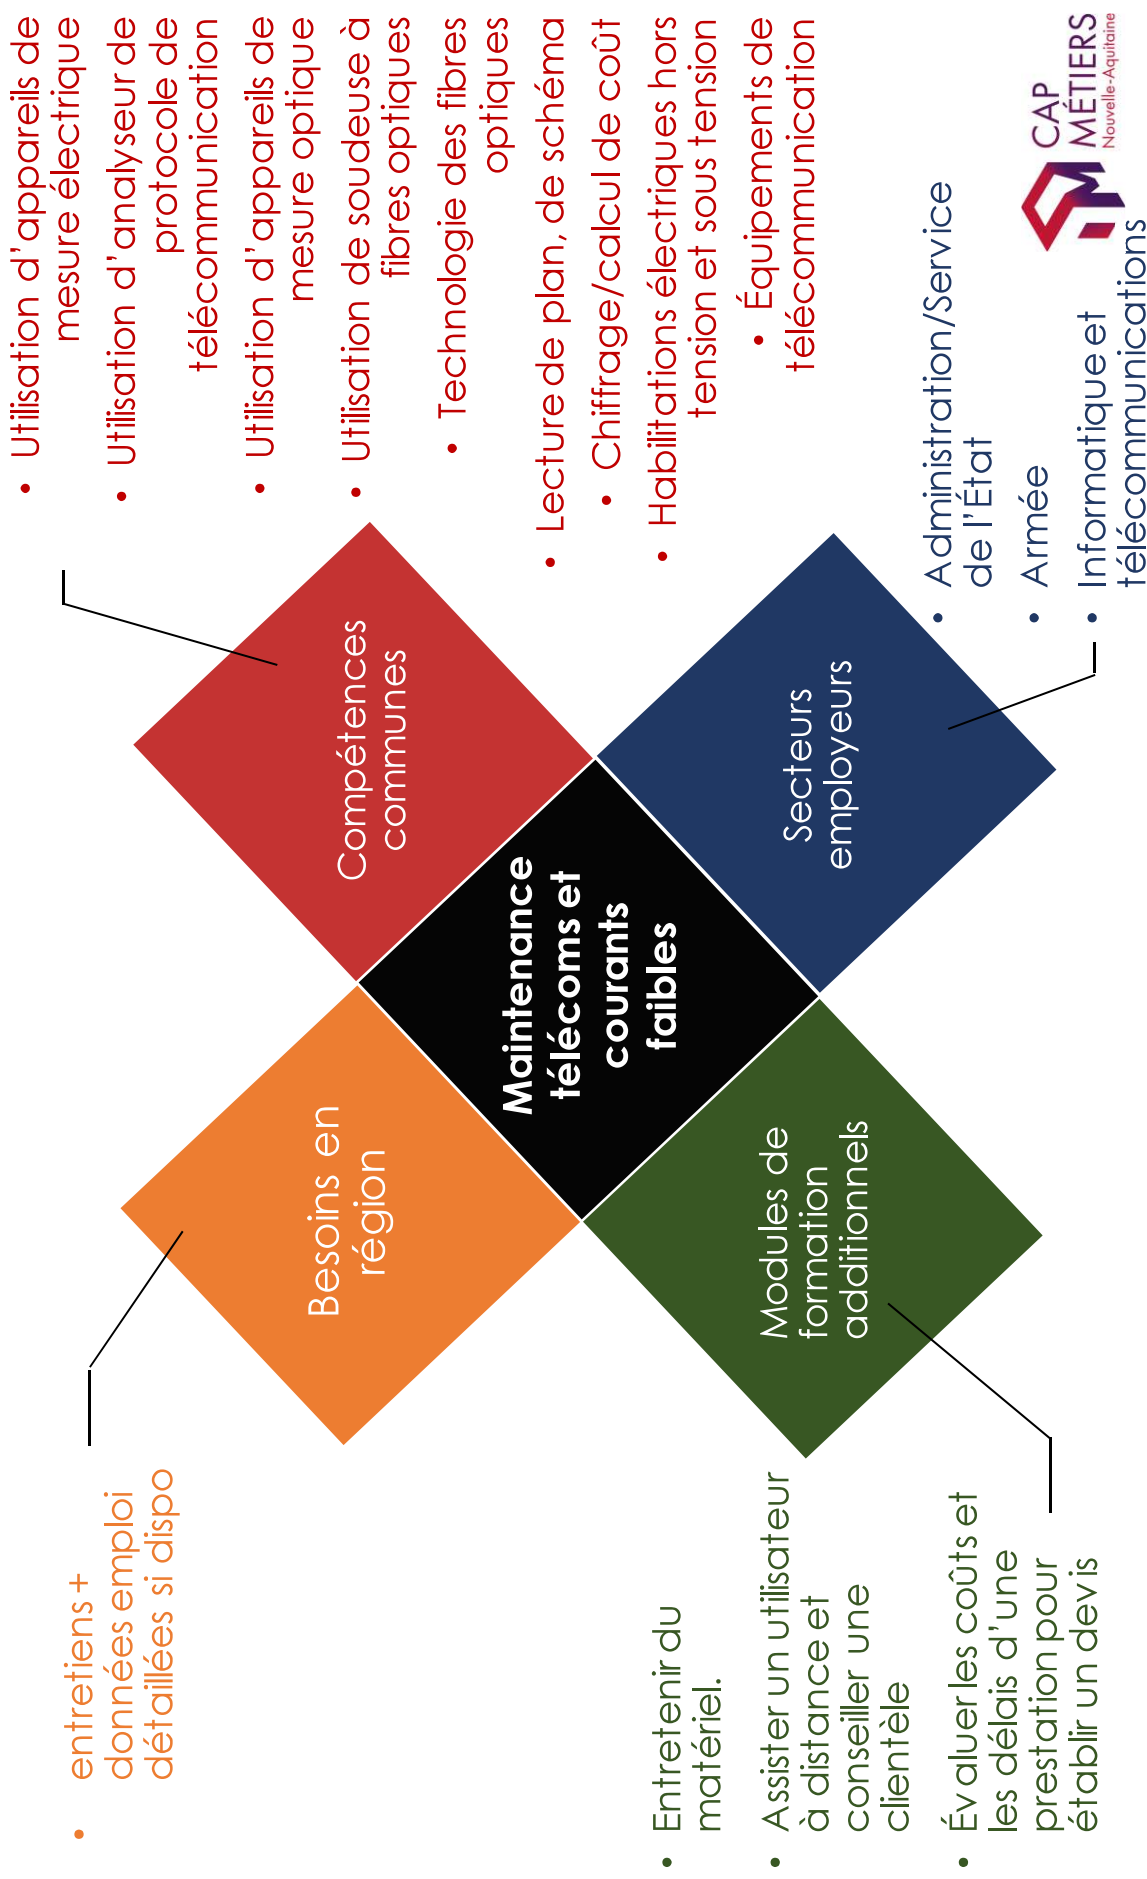 • entretiens +
données emploi
détaillées si dispo
Besoins en
région
Compétences
communes
• Utilisation d'appareils de
mesure électrique
• Utilisation d'analyseur de
protocole de
télécommunication
• Utilisation d'appareils de
mesure optique
• Utilisation de soudeuse à
fibres optiques
• Technologie des fibres
optiques
• Lecture de plan, de schéma
• Chiffrage/calcul de coût
• Habilitations électriques hors
tension et sous tension
• Équipements de
télécommunication
Maintenance
télécoms et
courants
faibles
• Entretenir du
matériel.
• Assister un utilisateur
à distance et
conseiller une
clientèle
• Évaluer les coûts et
les délais d'une
prestation pour
établir un devis
Modules de
formation
additionnels
Secteurs
employeurs
• Administration/Service
de l'État
• Armée
• Informatique et
télécommunications
CAP
MÉTIERS
Nouvelle-Aquitaine